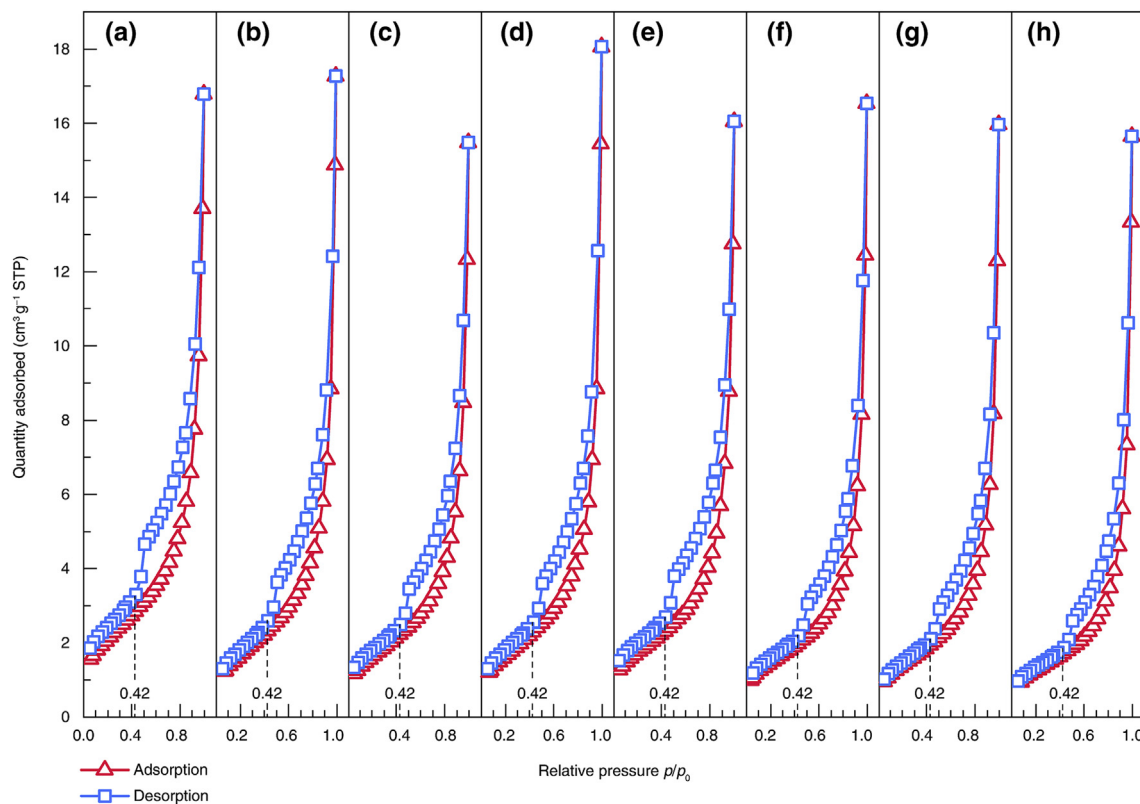 (a) (b) (c) (d) (e) (f) (g) (h)
18
16
14
12
10
8
6
4
2
0
Quantity adsorbed (cm³ g⁻¹ STP)
0.42 0.42 0.42 0.42 0.42 0.42 0.42 0.42
0.0 0.4 0.8 0.2 0.6 1.0 0.4 0.8 0.2 0.6 1.0 0.4 0.8 0.2 0.6 1.0 0.4 0.8 0.2 0.6 1.0
Relative pressure p/p₀
Adsorption
Desorption